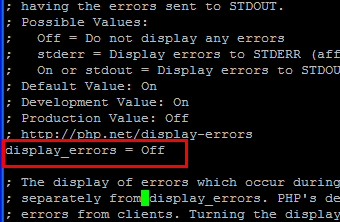 ; having the errors sent to STDOUT.
; Possible Values:
;   Off = Do not display any errors
;   stderr = Display errors to STDERR (aff
;   On or stdout = Display errors to STDOU
; Default Value: On
; Development Value: On
; Production Value: Off
; http://php.net/display-errors
display_errors = Off
; The display of errors which occur during
; separately from display_errors. PHP's de
; errors from clients. Turning the display